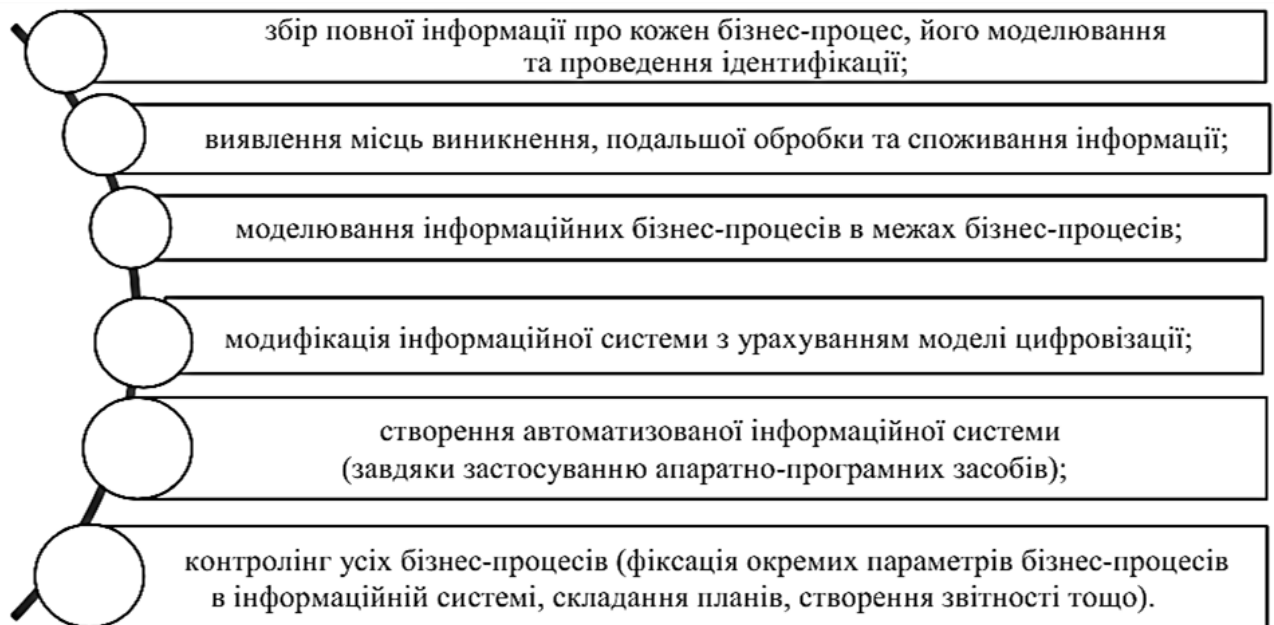 збір повної інформації про кожен бізнес-процес, його моделювання
та проведення ідентифікації;
виявлення місць виникнення, подальшої обробки та споживання інформації;
моделювання інформаційних бізнес-процесів в межах бізнес-процесів;
модифікація інформаційної системи з урахуванням моделі цифровізації;
створення автоматизованої інформаційної системи
(завдяки застосуванню апаратно-програмних засобів);
контролінг усіх бізнес-процесів (фіксація окремих параметрів бізнес-процесів
в інформаційній системі, складання планів, створення звітності тощо).